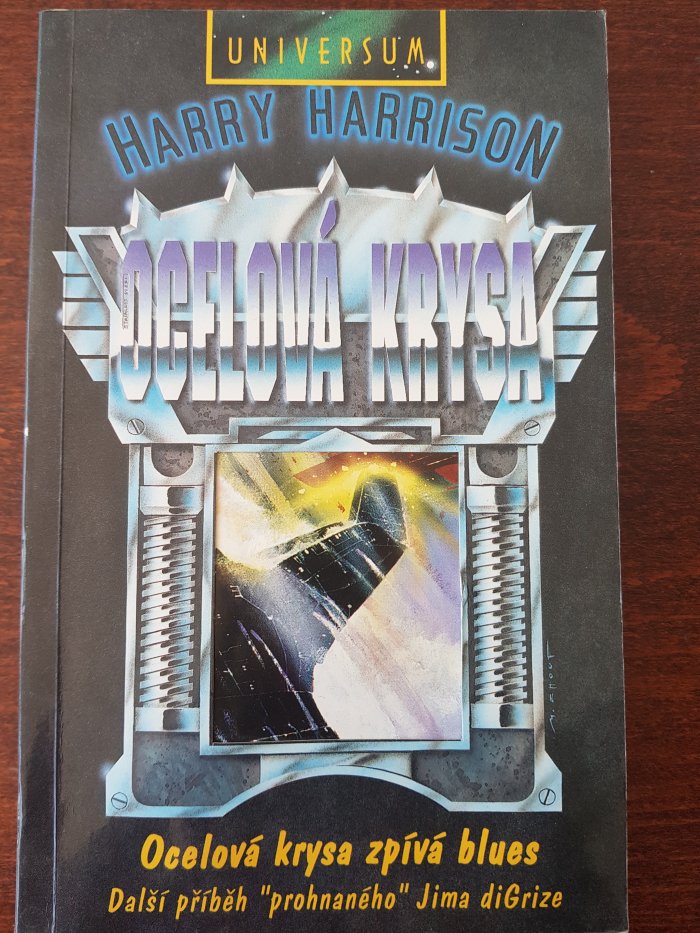 UNIVERSUM
HARRY HARRISON
OCELOVÁ KRYSA
Ocelová krysa zpívá blues
Další příběh "prohnaného" Jima diGrize